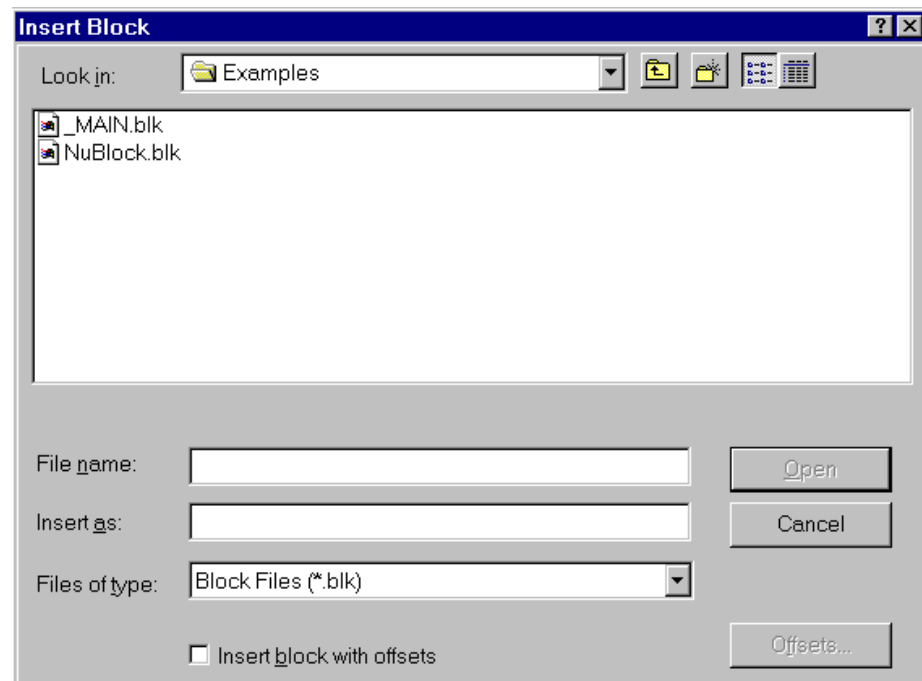 Insert Block
Look in: Examples
_MAIN.blk
NuBlock.blk
File name:
Open
Insert as:
Cancel
Files of type: Block Files (*.blk)
Insert block with offsets
Offsets...